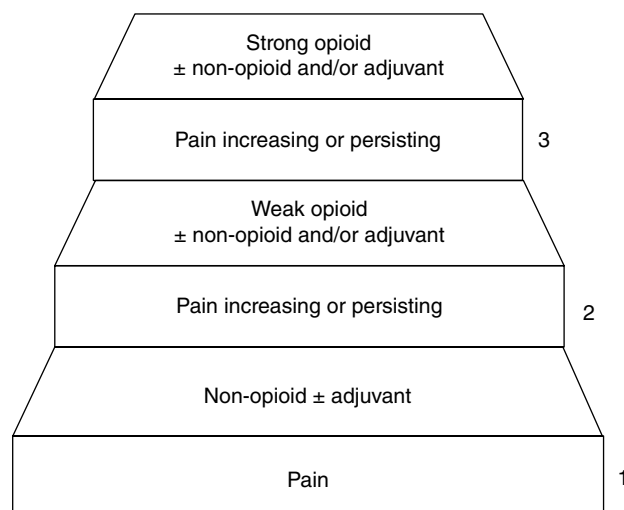 Strong opioid
± non-opioid and/or adjuvant
Pain increasing or persisting
3
Weak opioid
± non-opioid and/or adjuvant
Pain increasing or persisting
2
Non-opioid ± adjuvant
Pain
1